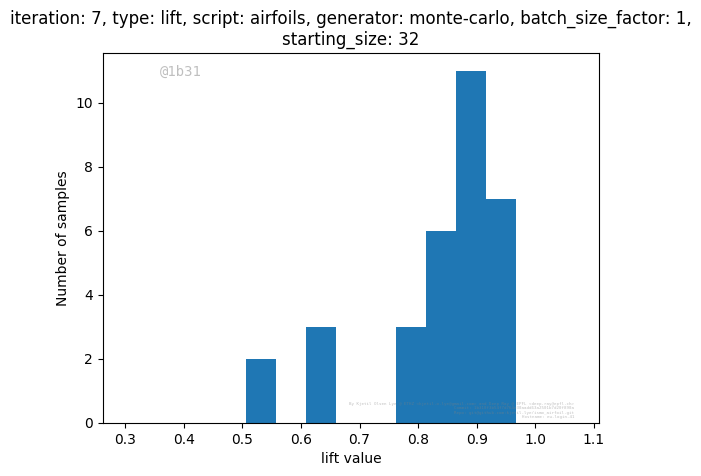 iteration: 7, type: lift, script: airfoils, generator: monte-carlo, batch_size_factor: 1,
starting_size: 32
@1b31
10
8
6
4
2
0
Number of samples
0.3 0.4 0.5 0.6 0.7 0.8 0.9 1.0 1.1
lift value